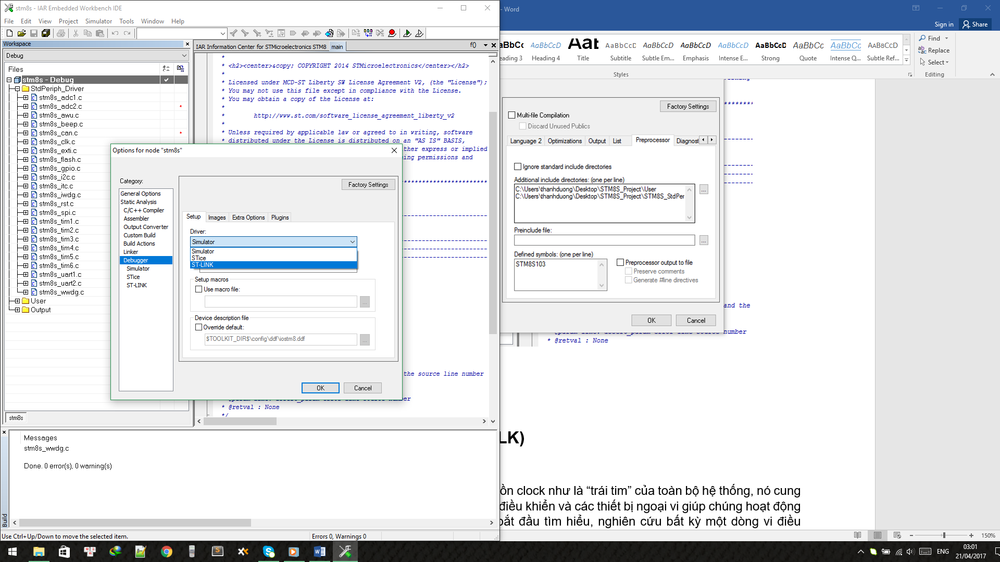 stm8s - IAR Embedded Workbench IDE
File Edit View Project Simulator Tools Window Help
Workspace
Debug
Files
stm8s - Debug
StdPeriph_Driver
stm8s_adc1.c
stm8s_adc2.c
stm8s_awu.c
stm8s_beep.c
stm8s_can.c
stm8s_clk.c
stm8s_exti.c
stm8s_flash.c
stm8s_gpio.c
stm8s_i2c.c
stm8s_itc.c
stm8s_iwdg.c
stm8s_rst.c
stm8s_spi.c
stm8s_tim1.c
stm8s_tim2.c
stm8s_tim3.c
stm8s_tim4.c
stm8s_tim5.c
stm8s_tim6.c
stm8s_uart1.c
stm8s_uart2.c
stm8s_wwdg.c
User
Output
stm8s
IAR Information Center for STMicroelectronics STM8 main f()
*
* <h2><center>&copy; COPYRIGHT 2014 STMicroelectronics</center></h2>
*
* Licensed under MCD-ST Liberty SW License Agreement V2, (the "License");
* You may not use this file except in compliance with the License.
* You may obtain a copy of the License at:
*
* http://www.st.com/software_license_agreement_liberty_v2
*
* Unless required by applicable law or agreed to in writing, software
* distributed under the License is distributed on an "AS IS" BASIS,
ther express or implied
ing permissions and
the source line number
* @retval : None
*/
Options for node "stm8s"
Category:
General Options
Static Analysis
C/C++ Compiler
Assembler
Output Converter
Custom Build
Build Actions
Linker
Debugger
Simulator
STice
ST-LINK
Factory Settings
Setup Images Extra Options Plugins
Driver:
Simulator
Simulator
STice
ST-LINK
Setup macros
Use macro file:
...
Device description file
Override default:
$TOOLKIT_DIR$\config\ddf\iostm8.ddf
...
OK Cancel
Messages
stm8s_wwdg.c
Done. 0 error(s), 0 warning(s)
Build
Use Ctrl+Up/Down to move the selected item. Errors 0, Warnings 0
- Word
Sign in Share
AaBbCc AaBbCcD AaB AaBbCcD AaBbCcD AaBbCcD AaBbCcD AaBbCcD AaBbCc AaBbCc AABBCCD
eading 3 Heading 4 Title Subtitle Subtle Em... Emphasis Intense E... Strong Quote Intense Q... Subtle Ref...
Styles
Find
Replace
Select
Editing
Factory Settings
Multi-file Compilation
Discard Unused Publics
Language 2 Optimizations Output List Preprocessor Diagnost
Ignore standard include directories
Additional include directories: (one per line)
C:\Users\thanhduong\Desktop\STM8S_Project\User
C:\Users\thanhduong\Desktop\STM8S_Project\STM8S_StdPer
...
Preinclude file:
...
Defined symbols: (one per line)
STM8S103
Preprocessor output to file
Preserve comments
Generate #line directives
OK Cancel
and the
number
* @retval : None
LK)
ồn clock như là “trái tim” của toàn bộ hệ thống, nó cung
điều khiển và các thiết bị ngoại vi giúp chúng hoạt động
bắt đầu tìm hiểu, nghiên cứu bất kỳ một dòng vi điều
150%
ENG
03:01
21/04/2017